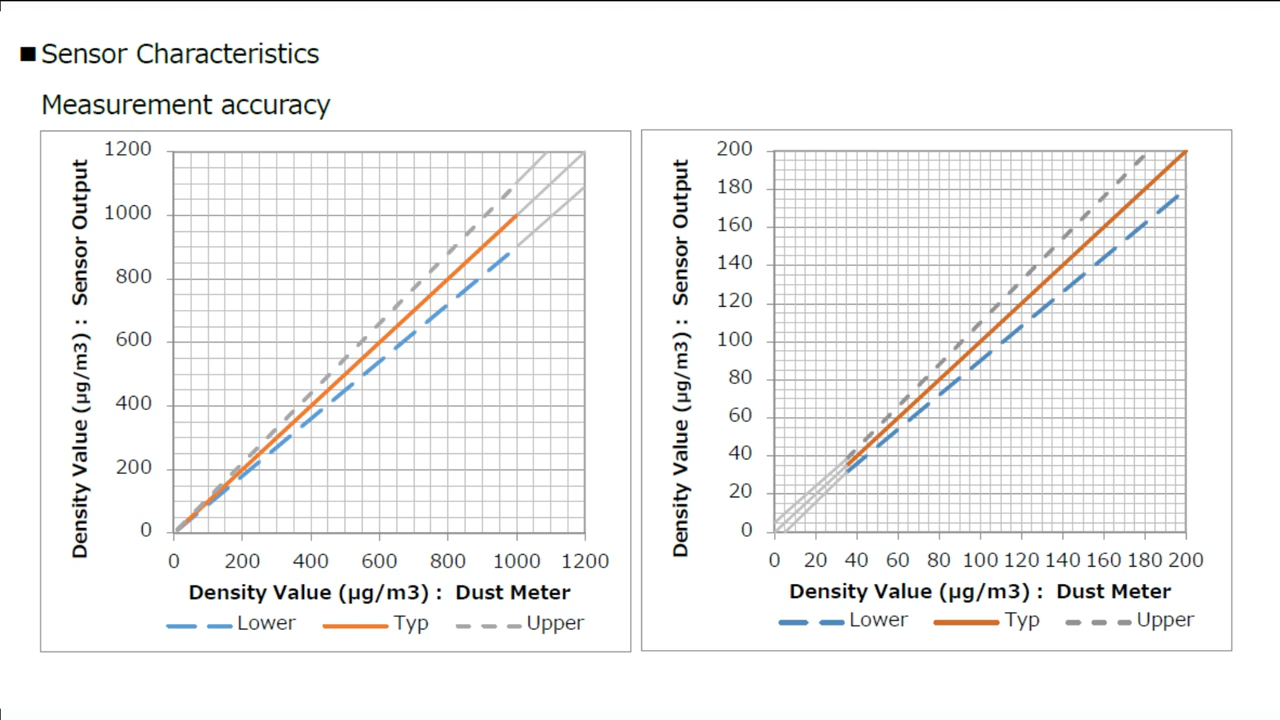 ■Sensor Characteristics
Measurement accuracy
Density Value (μg/m3) : Sensor Output
1200
1000
800
600
400
200
0
0 200 400 600 800 1000 1200
Density Value (μg/m3) : Dust Meter
Lower Typ Upper
Density Value (μg/m3) : Sensor Output
200
180
160
140
120
100
80
60
40
20
0
0 20 40 60 80 100 120 140 160 180 200
Density Value (μg/m3) : Dust Meter
Lower Typ Upper